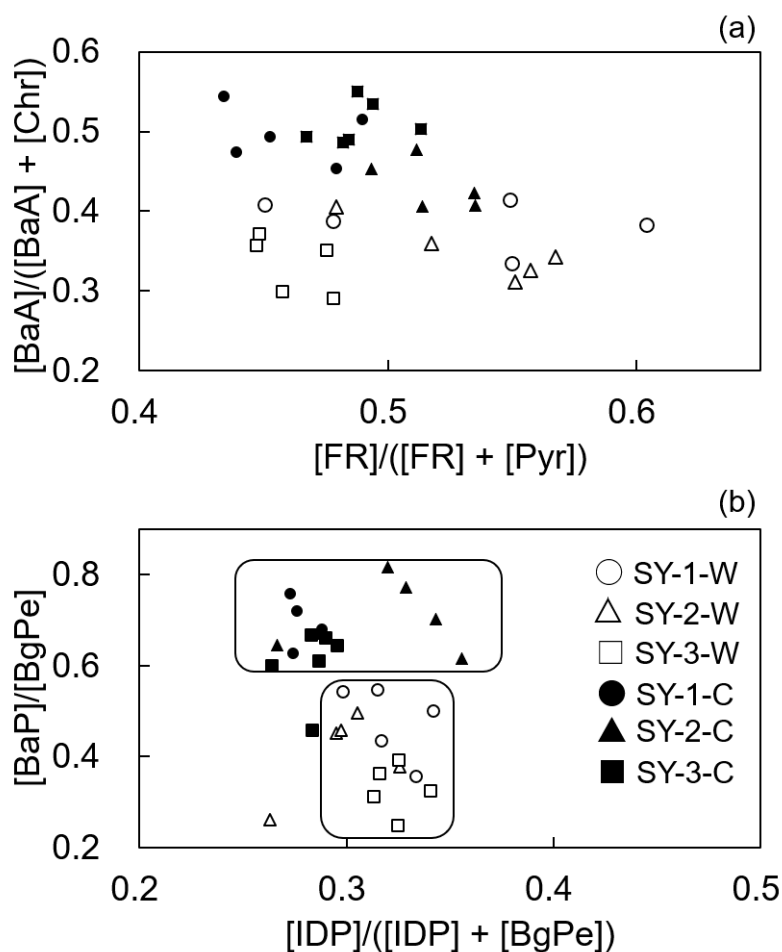 (a)
0.6
0.5
0.4
0.3
0.2
[BaA]/([BaA] + [Chr])
0.4 0.5 0.6
[FR]/([FR] + [Pyr])
(b)
0.8
0.6
0.4
0.2
[BaP]/[BgPe]
SY-1-W
SY-2-W
SY-3-W
SY-1-C
SY-2-C
SY-3-C
0.2 0.3 0.4 0.5
[IDP]/([IDP] + [BgPe])